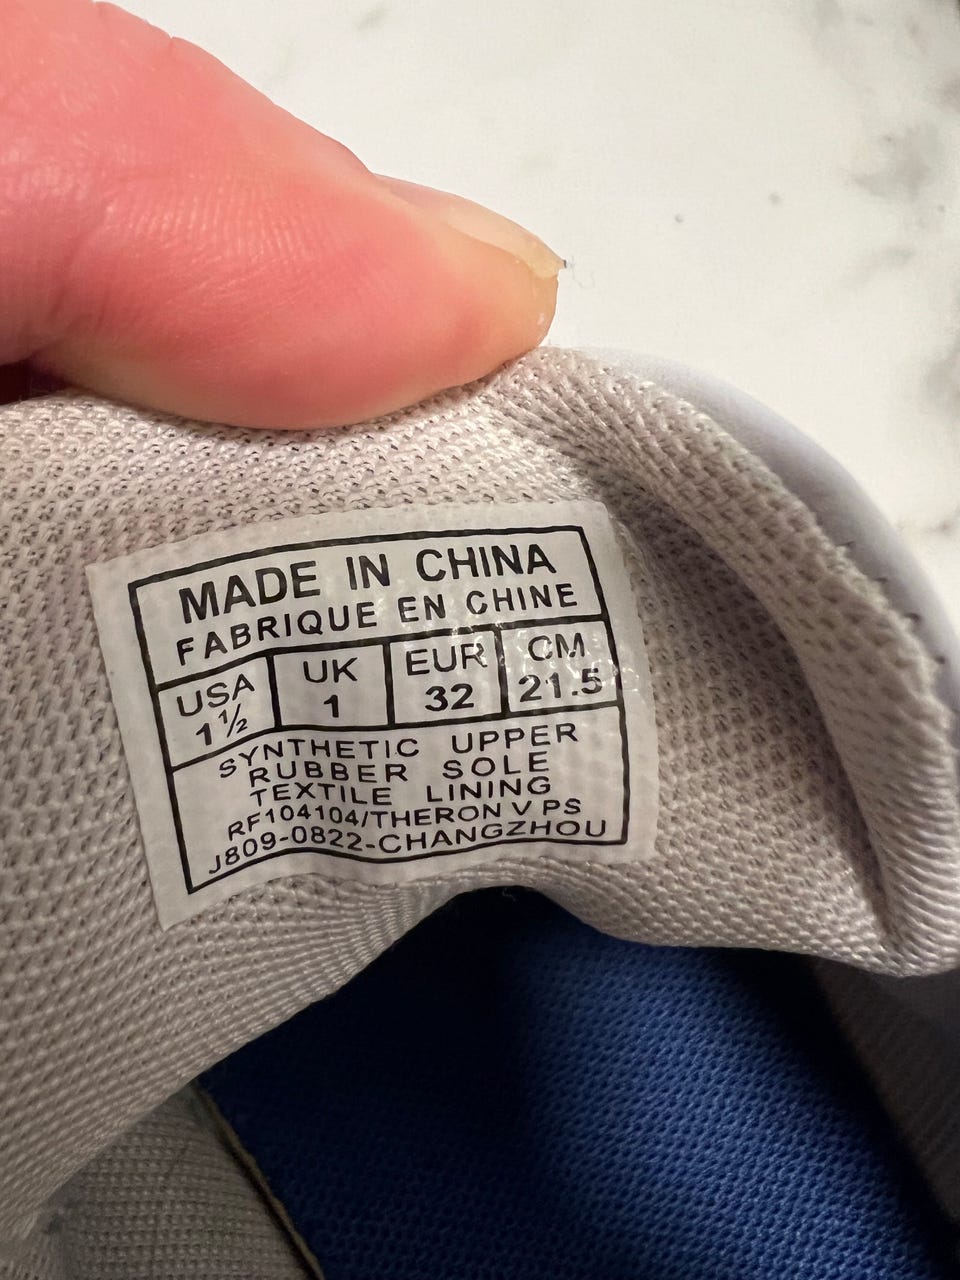 MADE IN CHINA
FABRIQUE EN CHINE
USA UK EUR CM
1½ 1 32 21.5
SYNTHETIC UPPER
RUBBER SOLE
TEXTILE LINING
RF104104/THERON V PS
J809-0822-CHANGZHOU